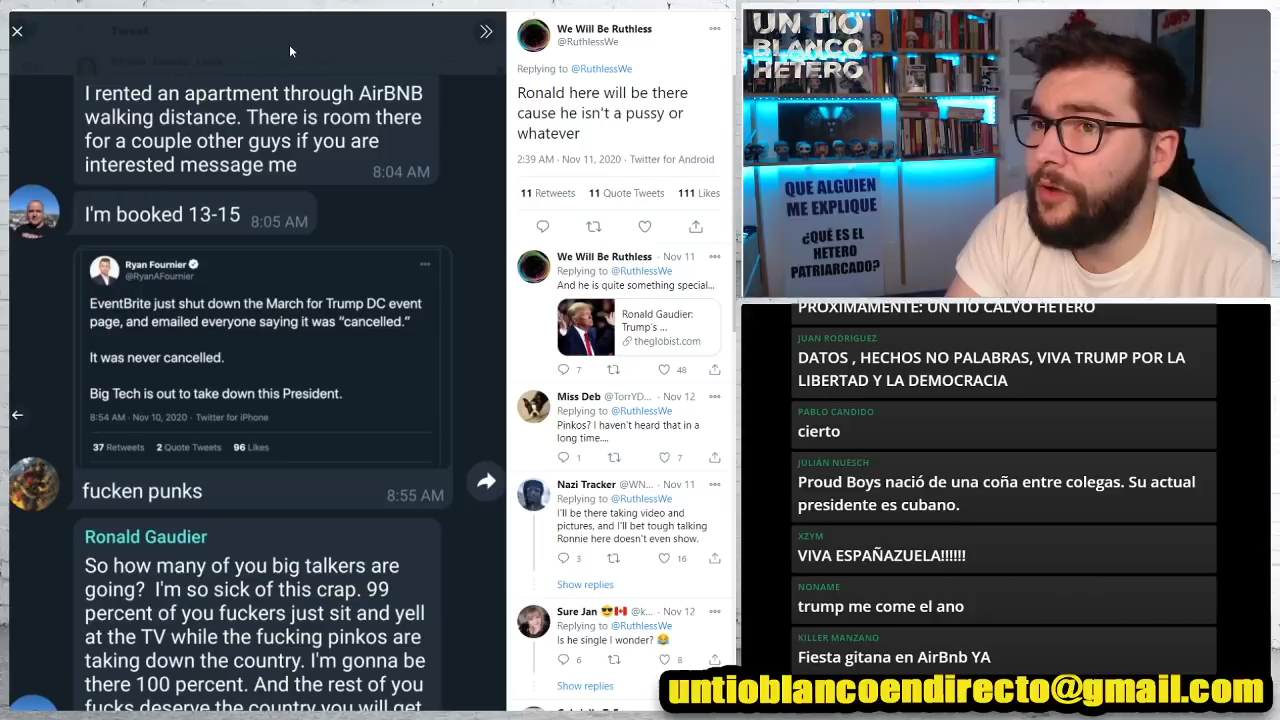 Tweet
I rented an apartment through AirBNB
walking distance. There is room there
for a couple other guys if you are
interested message me
8:04 AM
I'm booked 13-15
8:05 AM
Ryan Fournier
@RyanAFournier
EventBrite just shut down the March for Trump DC event
page, and emailed everyone saying it was “cancelled.”
It was never cancelled.
Big Tech is out to take down this President.
8:54 AM · Nov 10, 2020 · Twitter for iPhone
37 Retweets 2 Quote Tweets 96 Likes
fucken punks
8:55 AM
Ronald Gaudier
So how many of you big talkers are
going? I'm so sick of this crap. 99
percent of you fuckers just sit and yell
at the TV while the fucking pinkos are
taking down the country. I'm gonna be
there 100 percent. And the rest of you
fucks deserve the country you will get
We Will Be Ruthless
@RuthlessWe
Replying to @RuthlessWe
Ronald here will be there
cause he isn't a pussy or
whatever
2:39 AM · Nov 11, 2020 · Twitter for Android
11 Retweets 11 Quote Tweets 111 Likes
We Will Be Ruthless · Nov 11
Replying to @RuthlessWe
And he is quite something special...
Ronald Gaudier:
Trump's ...
theglobist.com
7 48
Miss Deb @TorryD... · Nov 12
Replying to @RuthlessWe
Pinkos? I haven't heard that in a
long time....
1 7
Nazi Tracker @WN... · Nov 11
Replying to @RuthlessWe
I'll be there taking video and
pictures, and I'll bet tough talking
Ronnie here doesn't even show.
3 16
Show replies
Sure Jan 😎🇨🇦 @k... · Nov 12
Replying to @RuthlessWe
Is he single I wonder? 😂
6 8
Show replies
UN TIO
BLANCO
HETERO
QUE ALGUIEN
ME EXPLIQUE
¿QUÉ ES EL
HETERO
PATRIARCADO?
PROXIMAMENTE: UN TIO CALVO HETERO
JUAN RODRIGUEZ
DATOS , HECHOS NO PALABRAS, VIVA TRUMP POR LA
LIBERTAD Y LA DEMOCRACIA
PABLO CANDIDO
cierto
JULIÁN NUESCH
Proud Boys nació de una coña entre colegas. Su actual
presidente es cubano.
XZYM
VIVA ESPAÑAZUELA!!!!!!
NONAME
trump me come el ano
KILLER MANZANO
Fiesta gitana en AirBnb YA
untioblancoendirecto@gmail.com